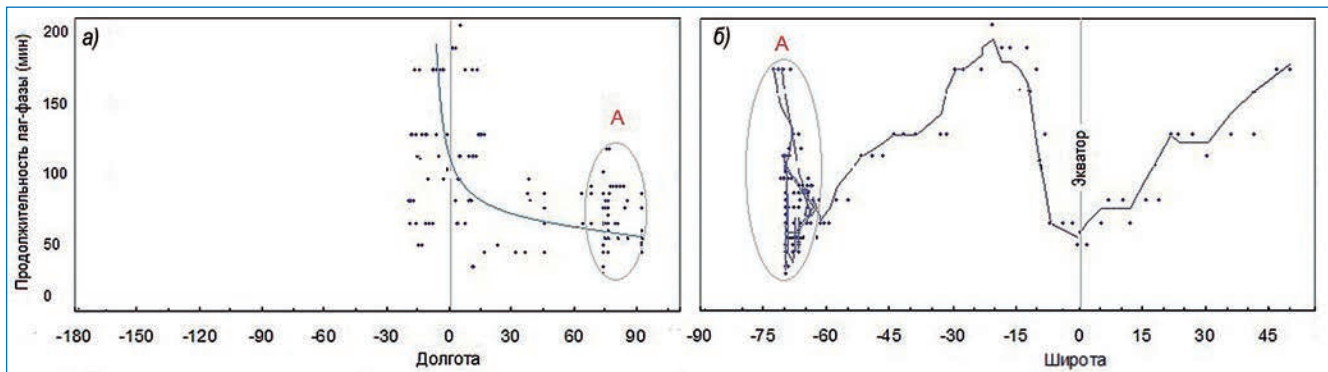 а)
А
200
150
100
50
0
Продолжительность лаг-фазы (мин)
-180 -150 -120 -90 -60 -30 0 30 60 90
Долгота
б)
А
Экватор
-90 -75 -60 -45 -30 -15 0 15 30 45
Широта